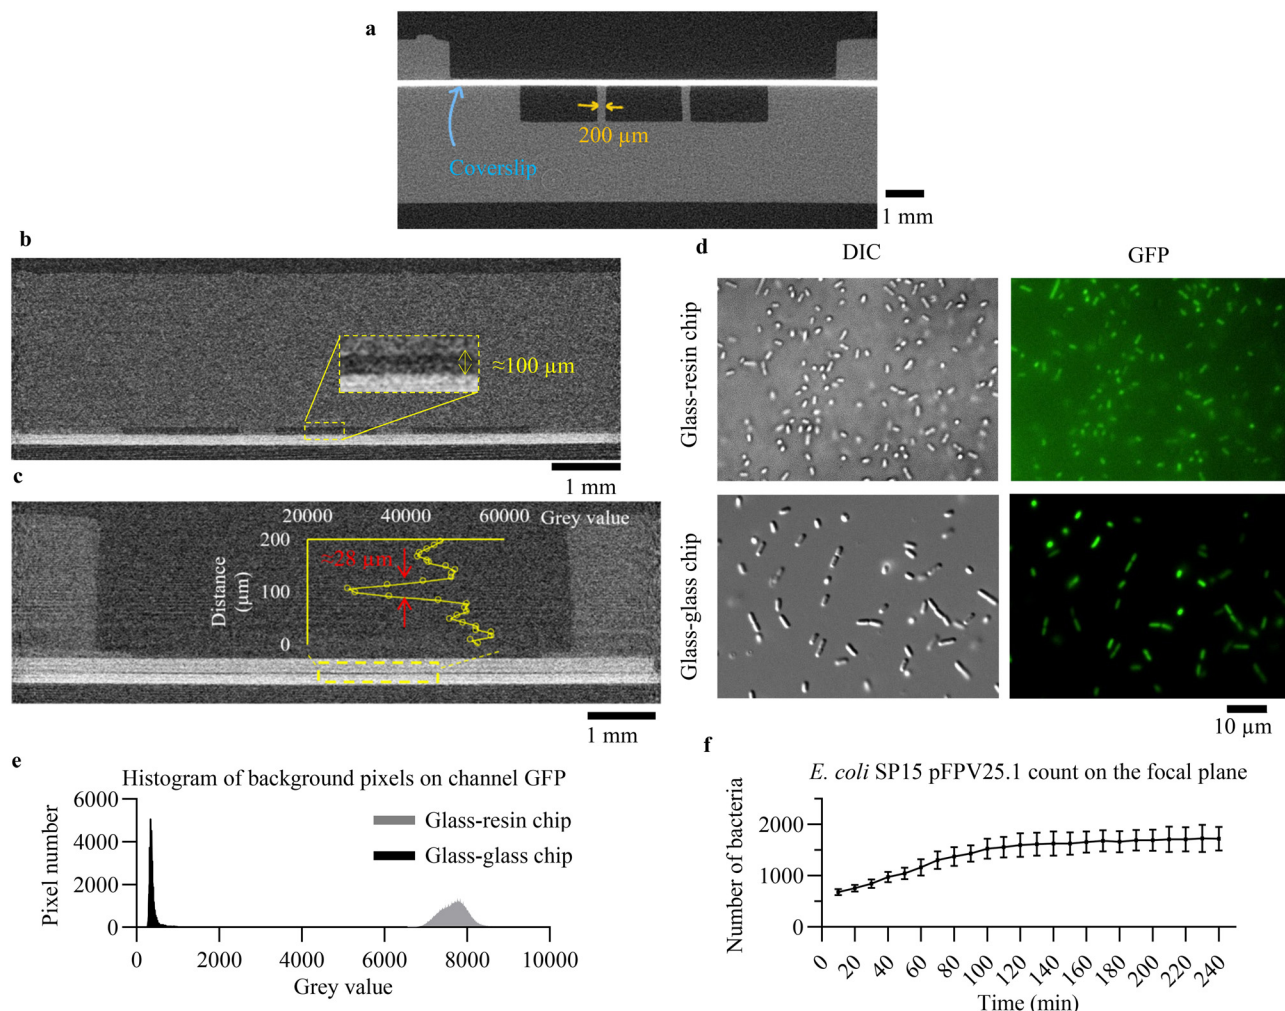 a
200 µm
Coverslip
1 mm
b
≈100 µm
1 mm
c
20000 40000 60000 Grey value
200
100
0
Distance
(µm)
≈28 µm
1 mm
d
DIC GFP
Glass-resin chip
Glass-glass chip
10 µm
e
Histogram of background pixels on channel GFP
Pixel number
6000
4000
2000
0
Glass-resin chip
Glass-glass chip
0 2000 4000 6000 8000 10000
Grey value
f
E. coli SP15 pFPV25.1 count on the focal plane
Number of bacteria
2000
1000
0
0 20 40 60 80 100 120 140 160 180 200 220 240
Time (min)